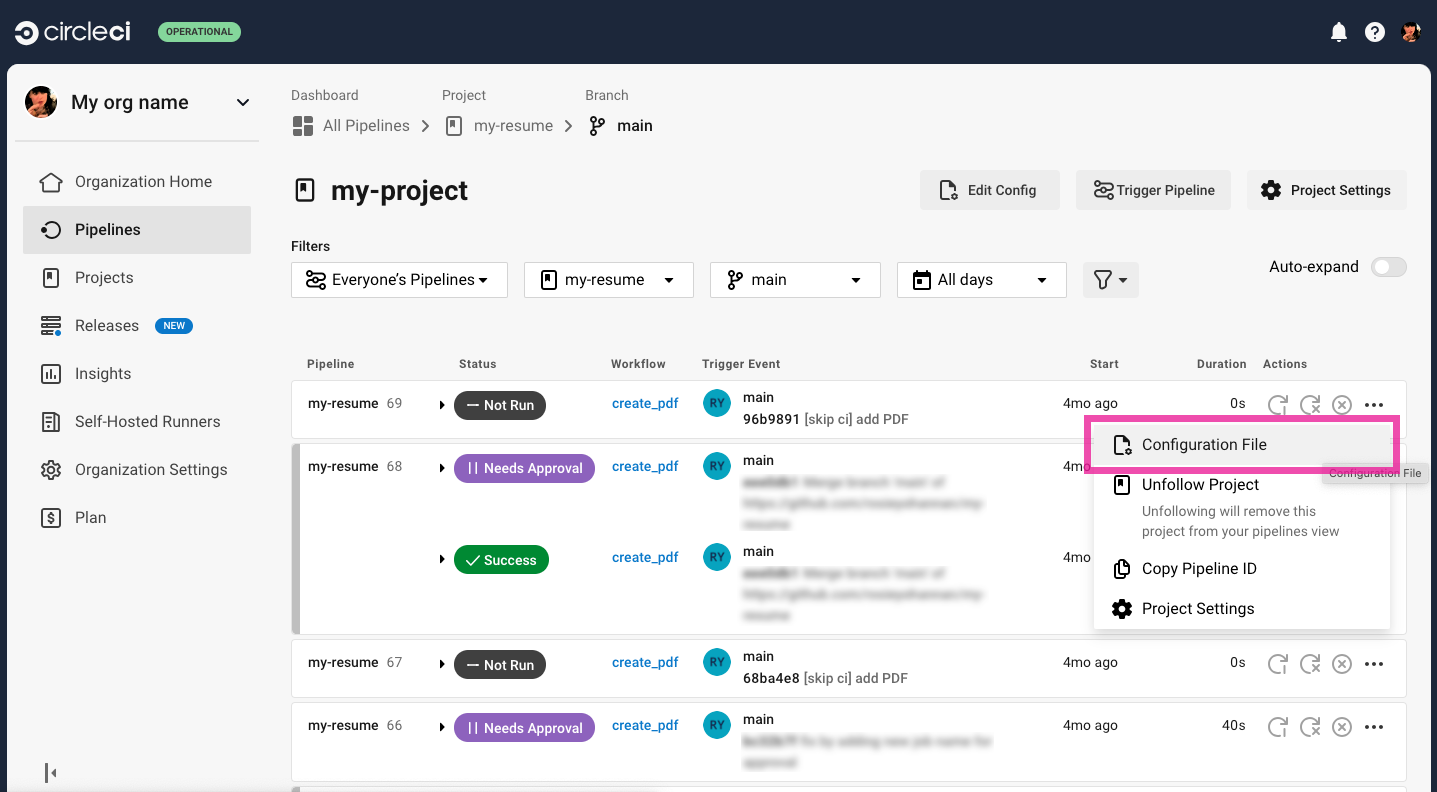 circleci OPERATIONAL
My org name
Organization Home
Pipelines
Projects
Releases NEW
Insights
Self-Hosted Runners
Organization Settings
Plan
Dashboard Project Branch
All Pipelines my-resume main
my-project
Edit Config Trigger Pipeline Project Settings
Filters
Everyone's Pipelines my-resume main All days Auto-expand
Pipeline Status Workflow Trigger Event Start Duration Actions
my-resume 69 Not Run create_pdf RY main 4mo ago 0s
96b9891 [skip ci] add PDF
my-resume 68 Needs Approval create_pdf RY main 4mo
Success create_pdf RY main 4mo
Configuration File
Configuration File
Unfollow Project
Unfollowing will remove this
project from your pipelines view
Copy Pipeline ID
Project Settings
my-resume 67 Not Run create_pdf RY main 4mo ago 0s
68ba4e8 [skip ci] add PDF
my-resume 66 Needs Approval create_pdf RY main 4mo ago 40s